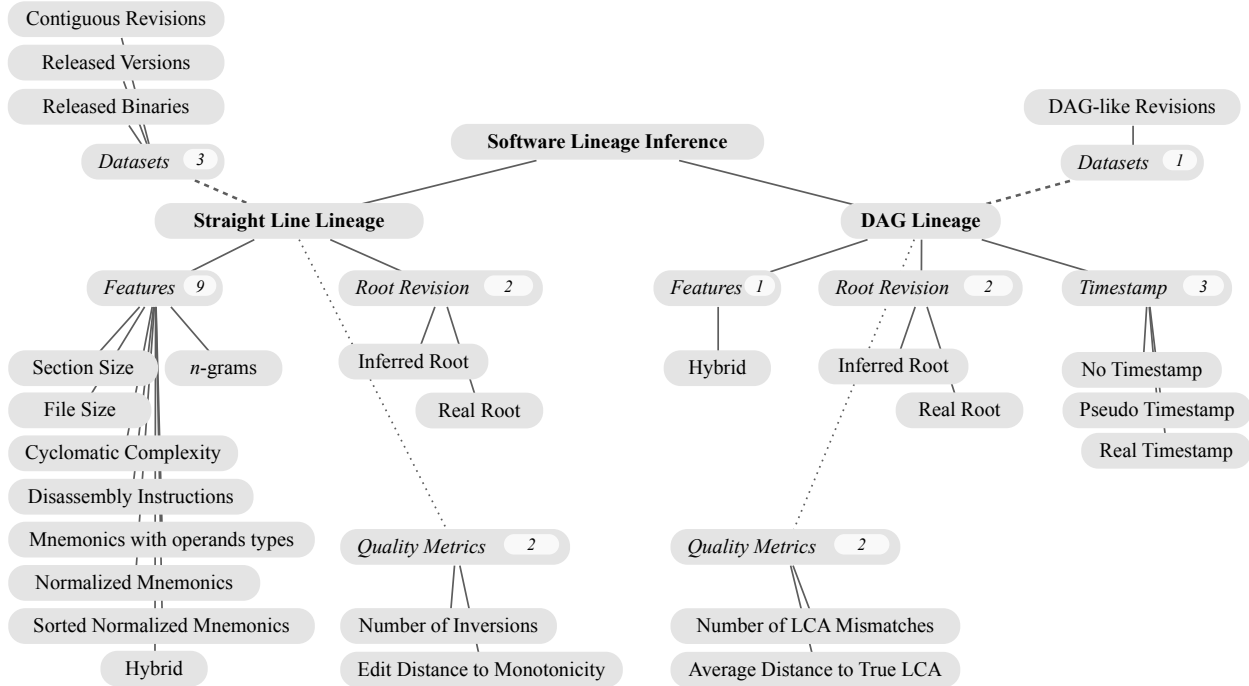 Contiguous Revisions
Released Versions
Released Binaries
DAG-like Revisions
Software Lineage Inference
Datasets 3
Datasets 1
Straight Line Lineage
DAG Lineage
Features 9
Root Revision 2
Features 1
Root Revision 2
Timestamp 3
Section Size
n-grams
Inferred Root
Hybrid
Inferred Root
No Timestamp
File Size
Real Root
Real Root
Pseudo Timestamp
Cyclomatic Complexity
Real Timestamp
Disassembly Instructions
Mnemonics with operands types
Quality Metrics 2
Quality Metrics 2
Normalized Mnemonics
Sorted Normalized Mnemonics
Number of Inversions
Number of LCA Mismatches
Hybrid
Edit Distance to Monotonicity
Average Distance to True LCA